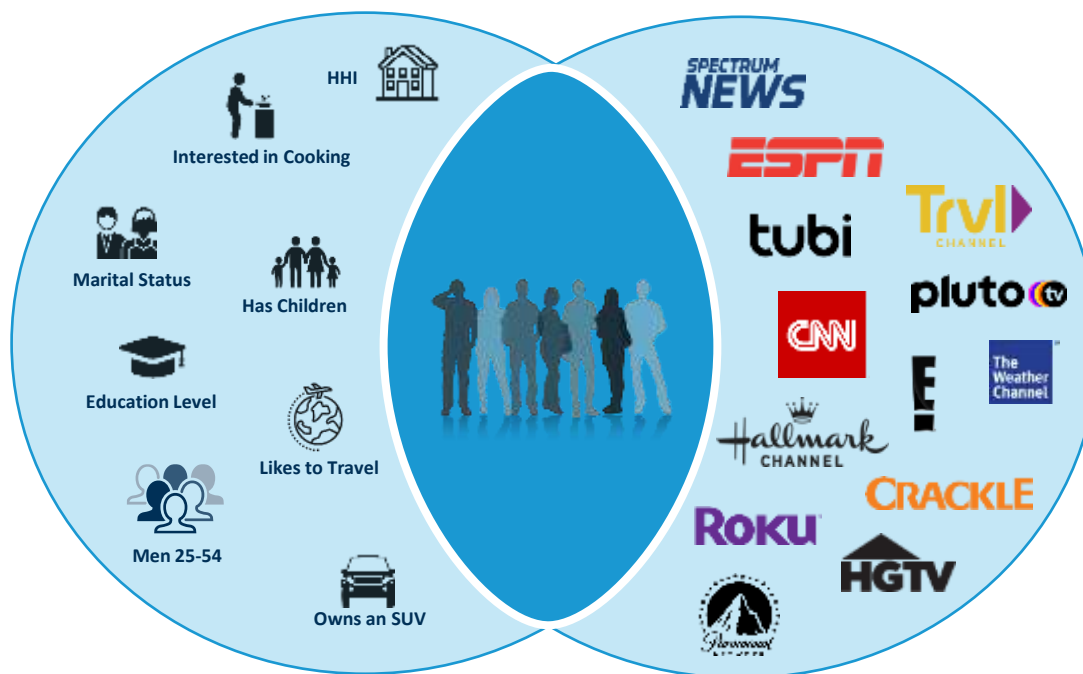 HHI
Interested in Cooking
Marital Status
Has Children
Education Level
Likes to Travel
Men 25-54
Owns an SUV
SPECTRUM
NEWS
ESPN
Trvl
CHANNEL
tubi
pluto tv
CNN
E!
The
Weather
Channel
Hallmark
CHANNEL
CRACKLE
ROKU
HGTV
Paramount
NETWORK